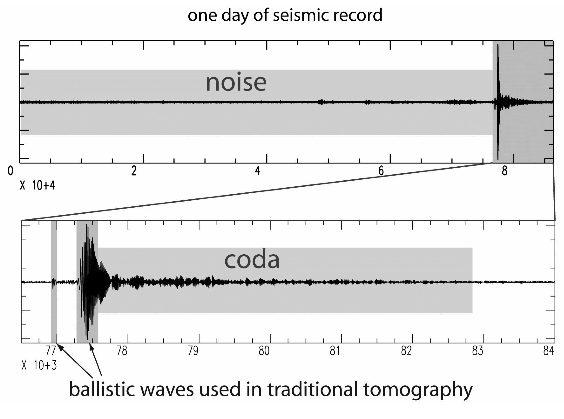 one day of seismic record
noise
0 2 4 6 8
X 10+4
coda
77 78 79 80 81 82 83 84
X 10+3
ballistic waves used in traditional tomography